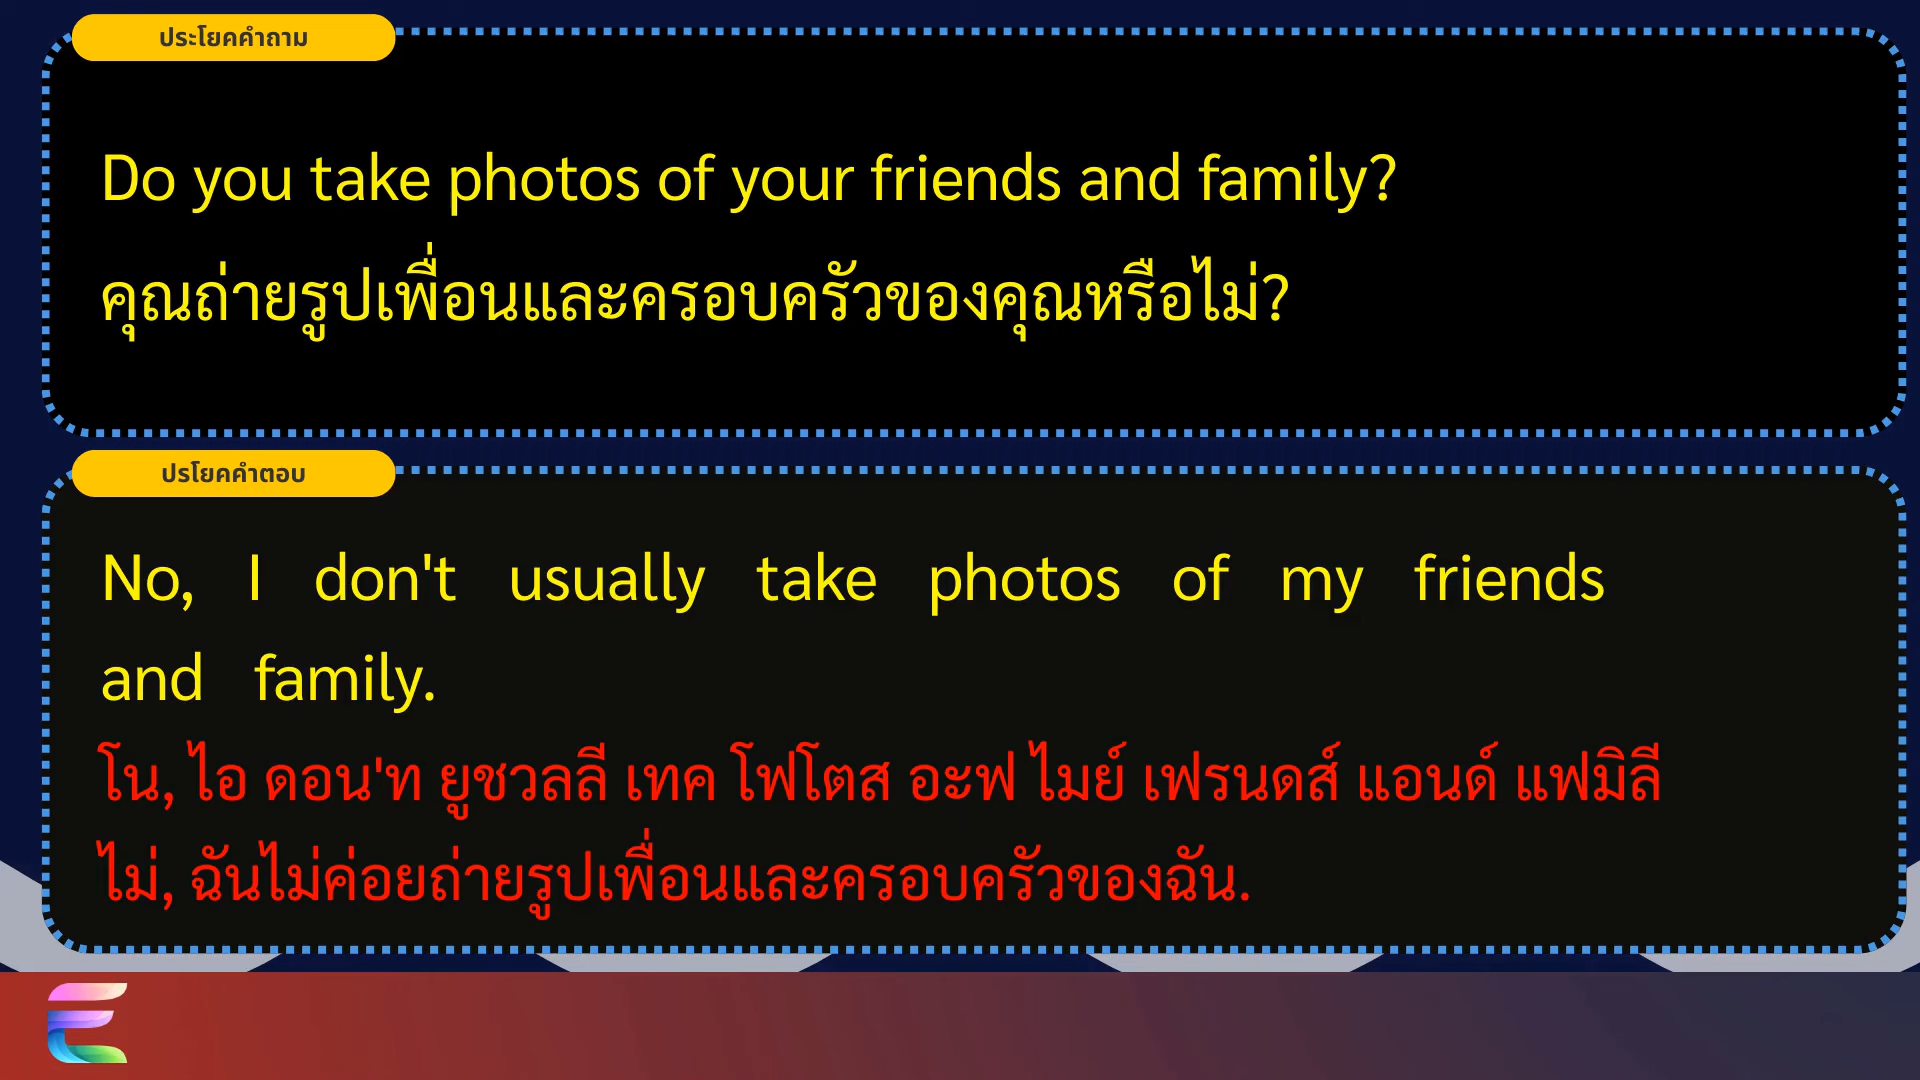 ประโยคคำถาม
Do you take photos of your friends and family?
คุณถ่ายรูปเพื่อนและครอบครัวของคุณหรือไม่?
ปรโยคคำตอบ
No, I don't usually take photos of my friends
and family.
โน, ไอ ดอน'ท ยูชวลลี เทค โฟโตส อะฟ ไมย์ เฟรนดส์ แอนด์ แฟมิลี
ไม่, ฉันไม่ค่อยถ่ายรูปเพื่อนและครอบครัวของฉัน.